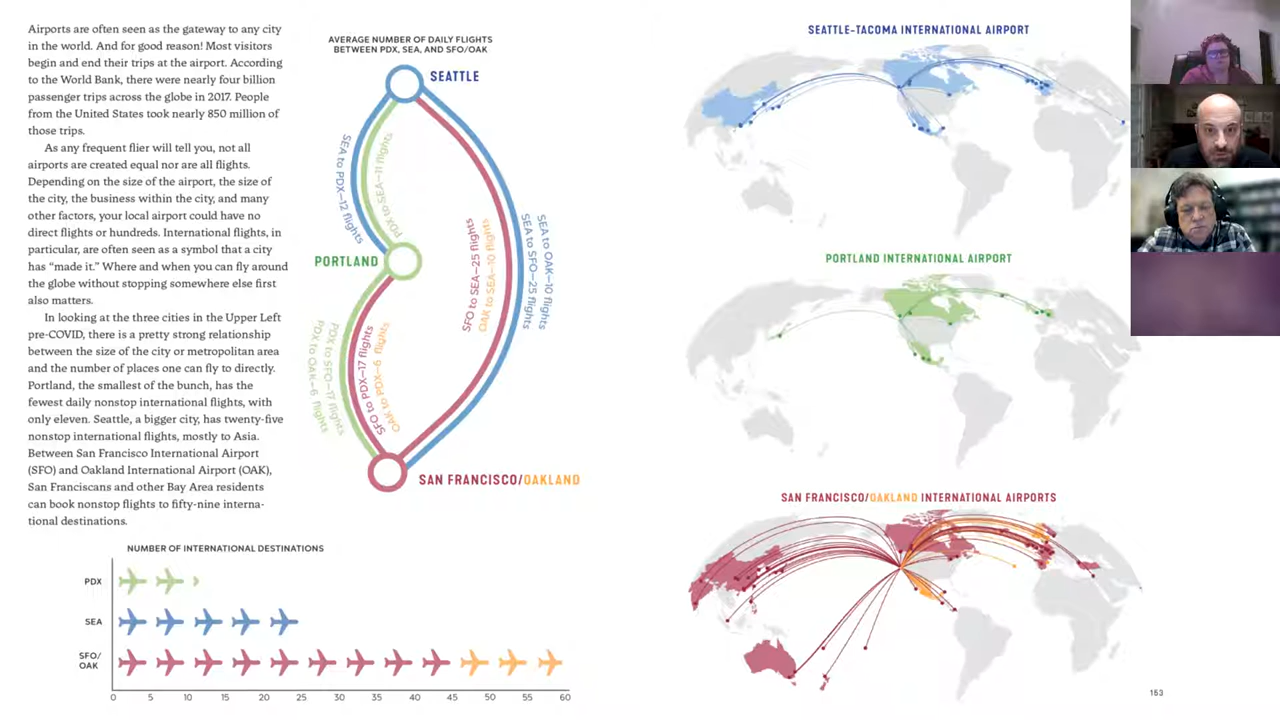 Airports are often seen as the gateway to any city
in the world. And for good reason! Most visitors
begin and end their trips at the airport. According
to the World Bank, there were nearly four billion
passenger trips across the globe in 2017. People
from the United States took nearly 850 million of
those trips.
As any frequent flier will tell you, not all
airports are created equal nor are all flights.
Depending on the size of the airport, the size of
the city, the business within the city, and many
other factors, your local airport could have no
direct flights or hundreds. International flights, in
particular, are often seen as a symbol that a city
has “made it.” Where and when you can fly around
the globe without stopping somewhere else first
also matters.
In looking at the three cities in the Upper Left
pre-COVID, there is a pretty strong relationship
between the size of the city or metropolitan area
and the number of places one can fly to directly.
Portland, the smallest of the bunch, has the
fewest daily nonstop international flights, with
only eleven. Seattle, a bigger city, has twenty-five
nonstop international flights, mostly to Asia.
Between San Francisco International Airport
(SFO) and Oakland International Airport (OAK),
San Franciscans and other Bay Area residents
can book nonstop flights to fifty-nine interna-
tional destinations.
AVERAGE NUMBER OF DAILY FLIGHTS
BETWEEN PDX, SEA, AND SFO/OAK
SEATTLE
SEA to PDX—12 flights
PDX to SEA—11 flights
PORTLAND
SFO to SEA—25 flights
OAK to SEA—10 flights
SEA to OAK—10 flights
SEA to SFO—25 flights
PDX to OAK—6 flights
PDX to SFO—17 flights
SFO to PDX—17 flights
OAK to PDX—6 flights
SAN FRANCISCO/OAKLAND
NUMBER OF INTERNATIONAL DESTINATIONS
PDX
SEA
SFO/
OAK
0 5 10 15 20 25 30 35 40 45 50 55 60
SEATTLE-TACOMA INTERNATIONAL AIRPORT
PORTLAND INTERNATIONAL AIRPORT
SAN FRANCISCO/OAKLAND INTERNATIONAL AIRPORTS
153